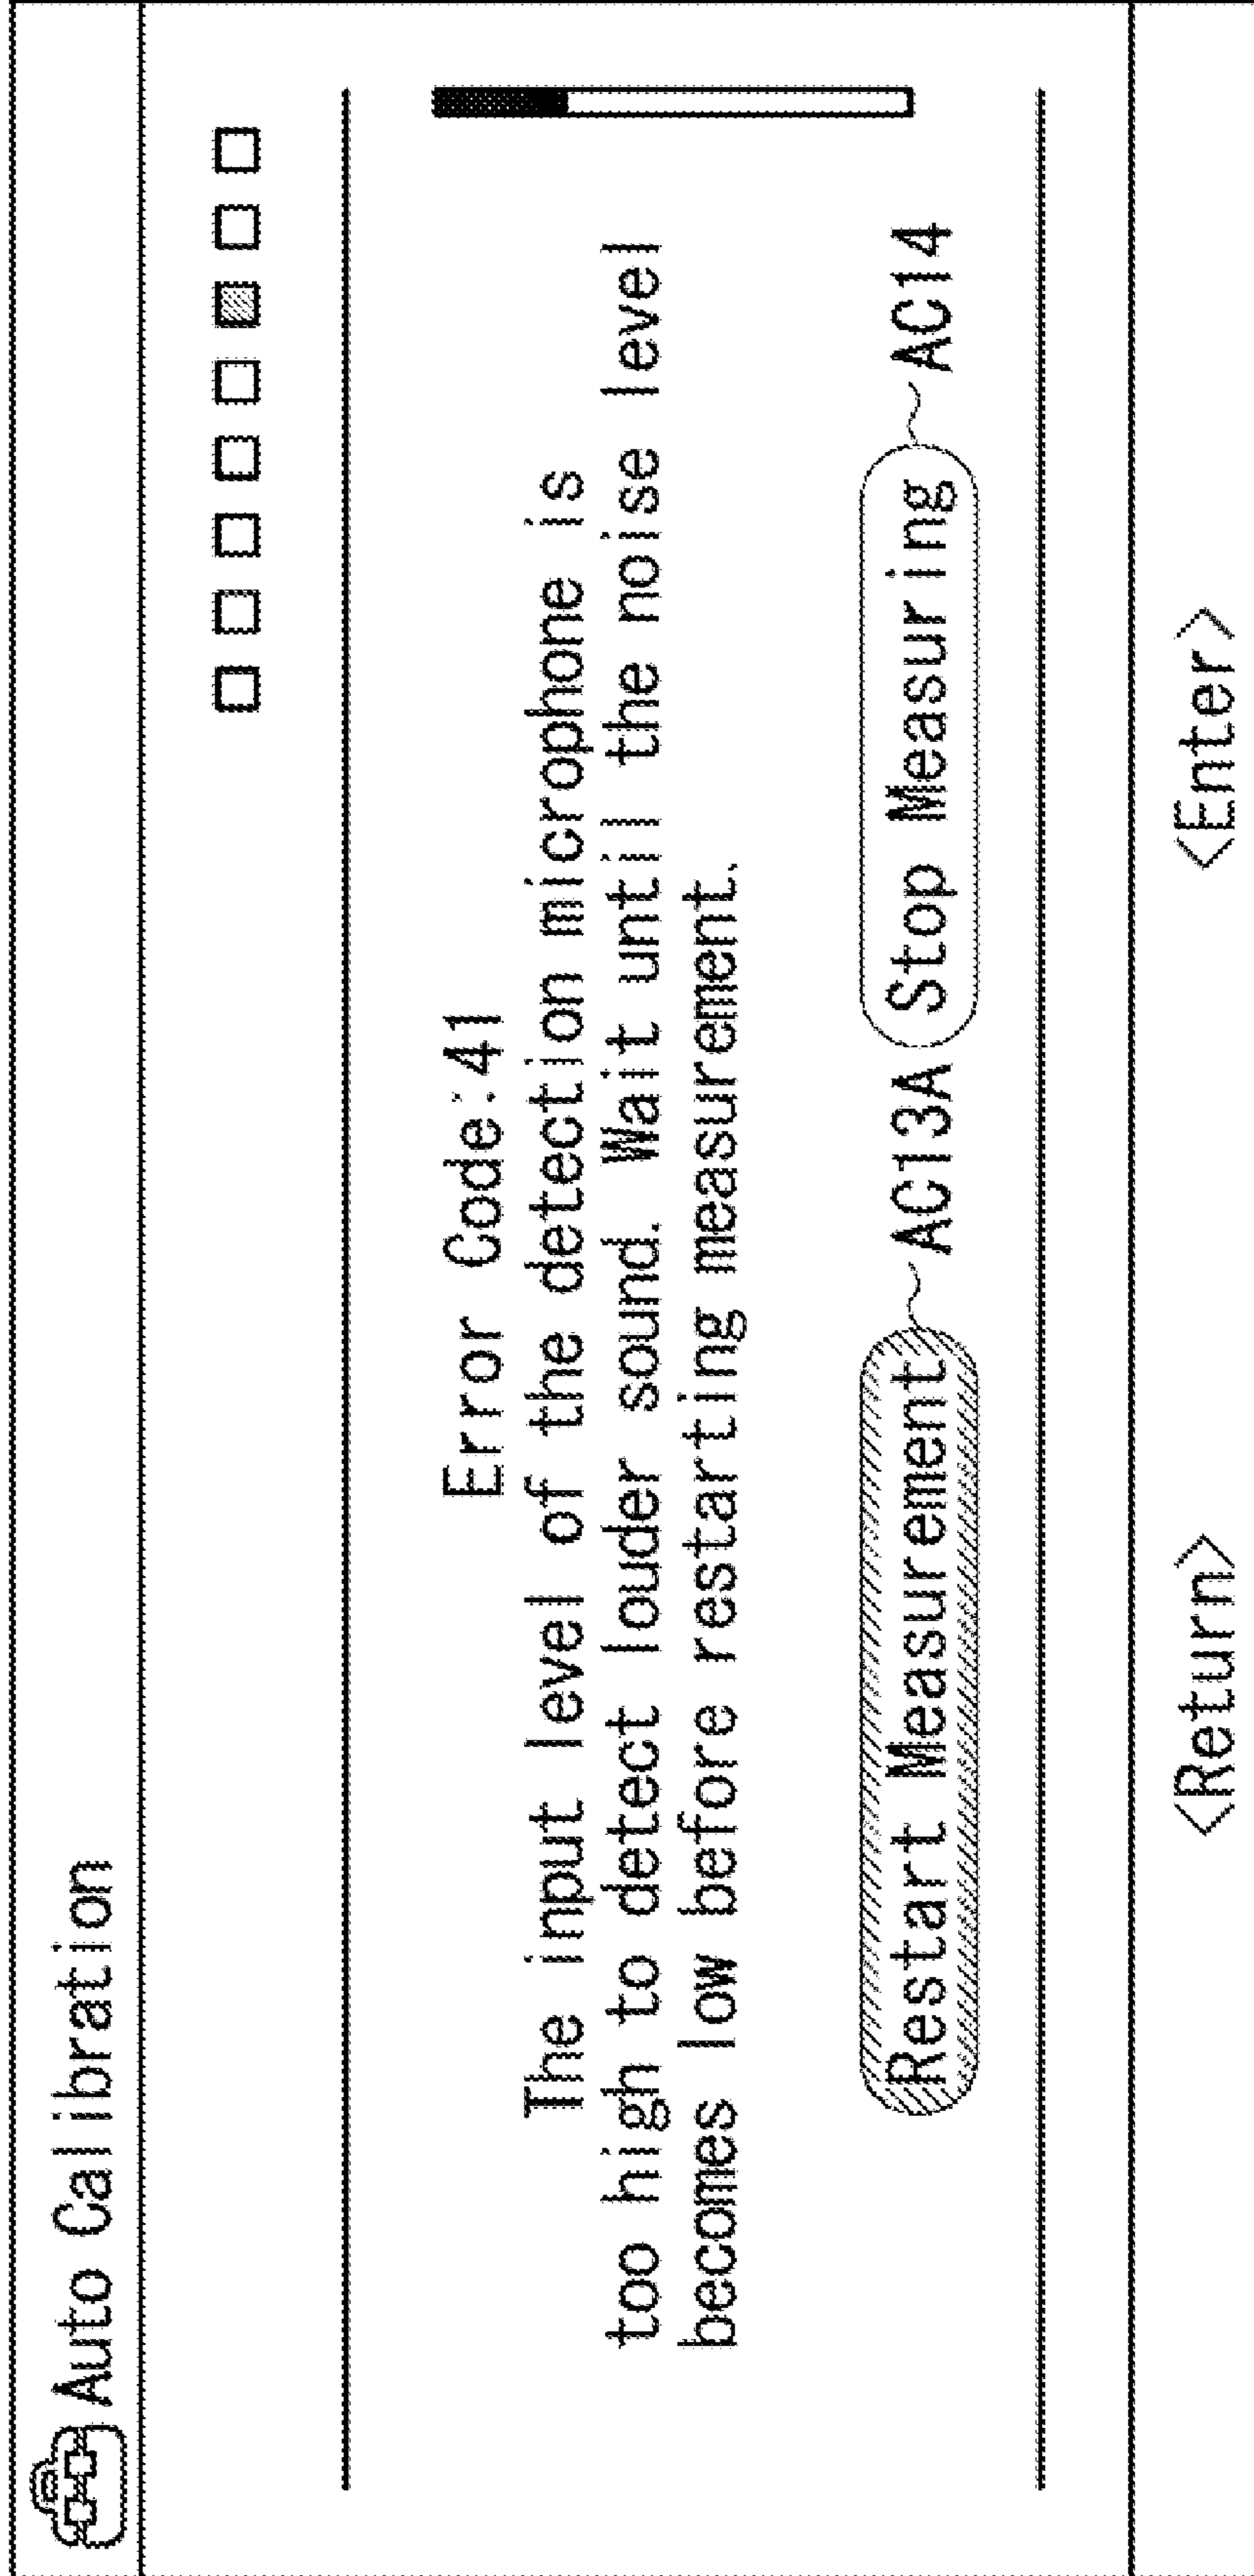 Auto Calibration
Error Code:41
The input level of the detection microphone is
too high to detect louder sound. Wait until the noise level
becomes low before restarting measurement.
Restart Measurement AC13A Stop Measuring AC14
<Return> <Enter>